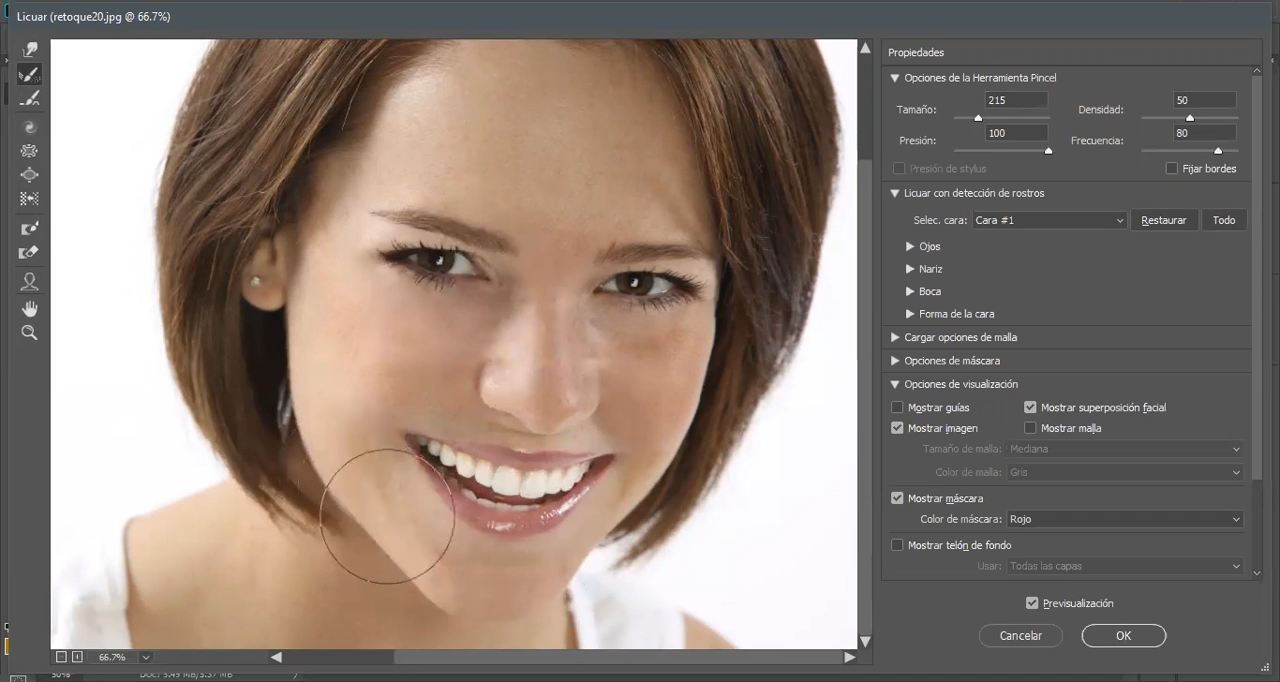 Licuar (retoque20.jpg @ 66.7%)
Propiedades
Opciones de la Herramienta Pincel
Tamaño: 215 Densidad: 50
Presión: 100 Frecuencia: 80
Presión de stylus Fijar bordes
Licuar con detección de rostros
Selec. cara: Cara #1 Restaurar Todo
Ojos
Nariz
Boca
Forma de la cara
Cargar opciones de malla
Opciones de máscara
Opciones de visualización
Mostrar guías Mostrar superposición facial
Mostrar imagen Mostrar malla
Tamaño de malla: Mediana
Color de malla: Gris
Mostrar máscara
Color de máscara: Rojo
Mostrar telón de fondo
Usar: Todas las capas
Previsualización
Cancelar OK
66.7%